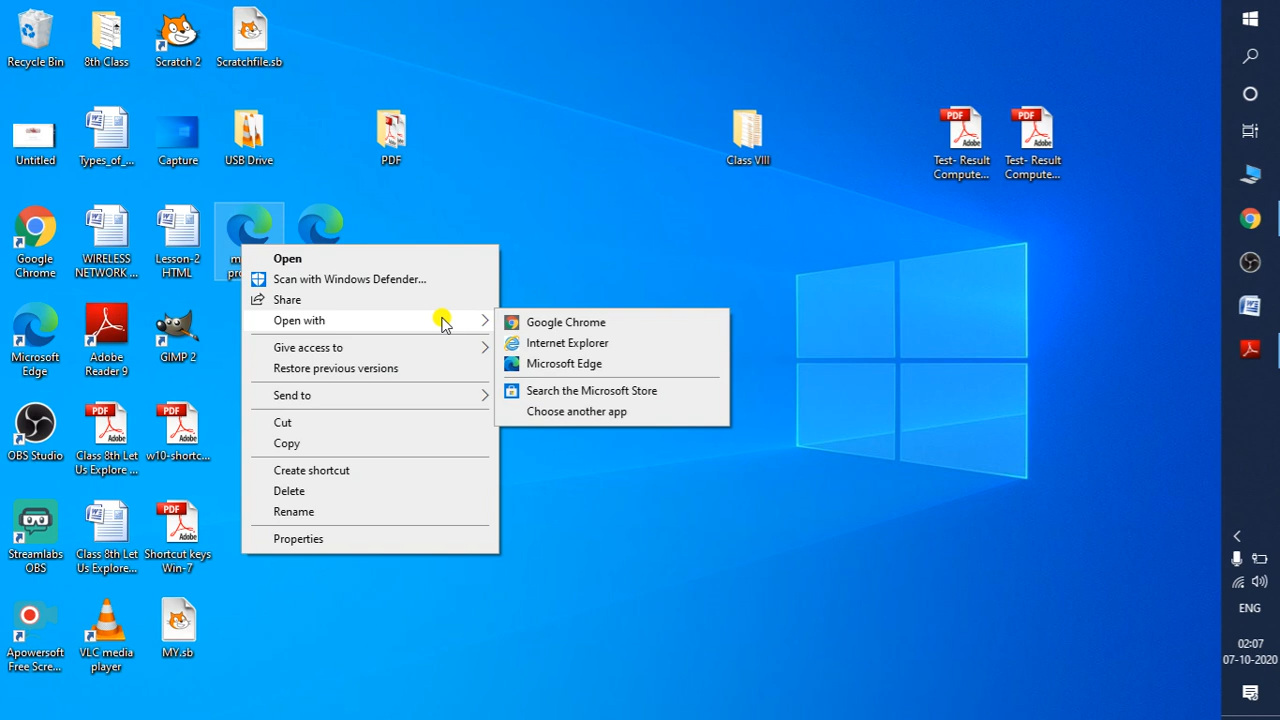 Recycle Bin
8th Class
Scratch 2
Scratchfile.sb
Untitled
Types_of_...
Capture
USB Drive
PDF
Class VIII
Test- Result
Compute...
Test- Result
Compute...
Google
Chrome
WIRELESS
NETWORK ...
Lesson-2
HTML
Microsoft
Edge
Adobe
Reader 9
GIMP 2
OBS Studio
Class 8th Let
Us Explore ...
w10-shortc...
Streamlabs
OBS
Class 8th Let
Us Explore...
Shortcut keys
Win-7
Apowersoft
Free Scre...
VLC media
player
MY.sb
Open
Scan with Windows Defender...
Share
Open with
Give access to
Restore previous versions
Send to
Cut
Copy
Create shortcut
Delete
Rename
Properties
Google Chrome
Internet Explorer
Microsoft Edge
Search the Microsoft Store
Choose another app
ENG
02:07
07-10-2020